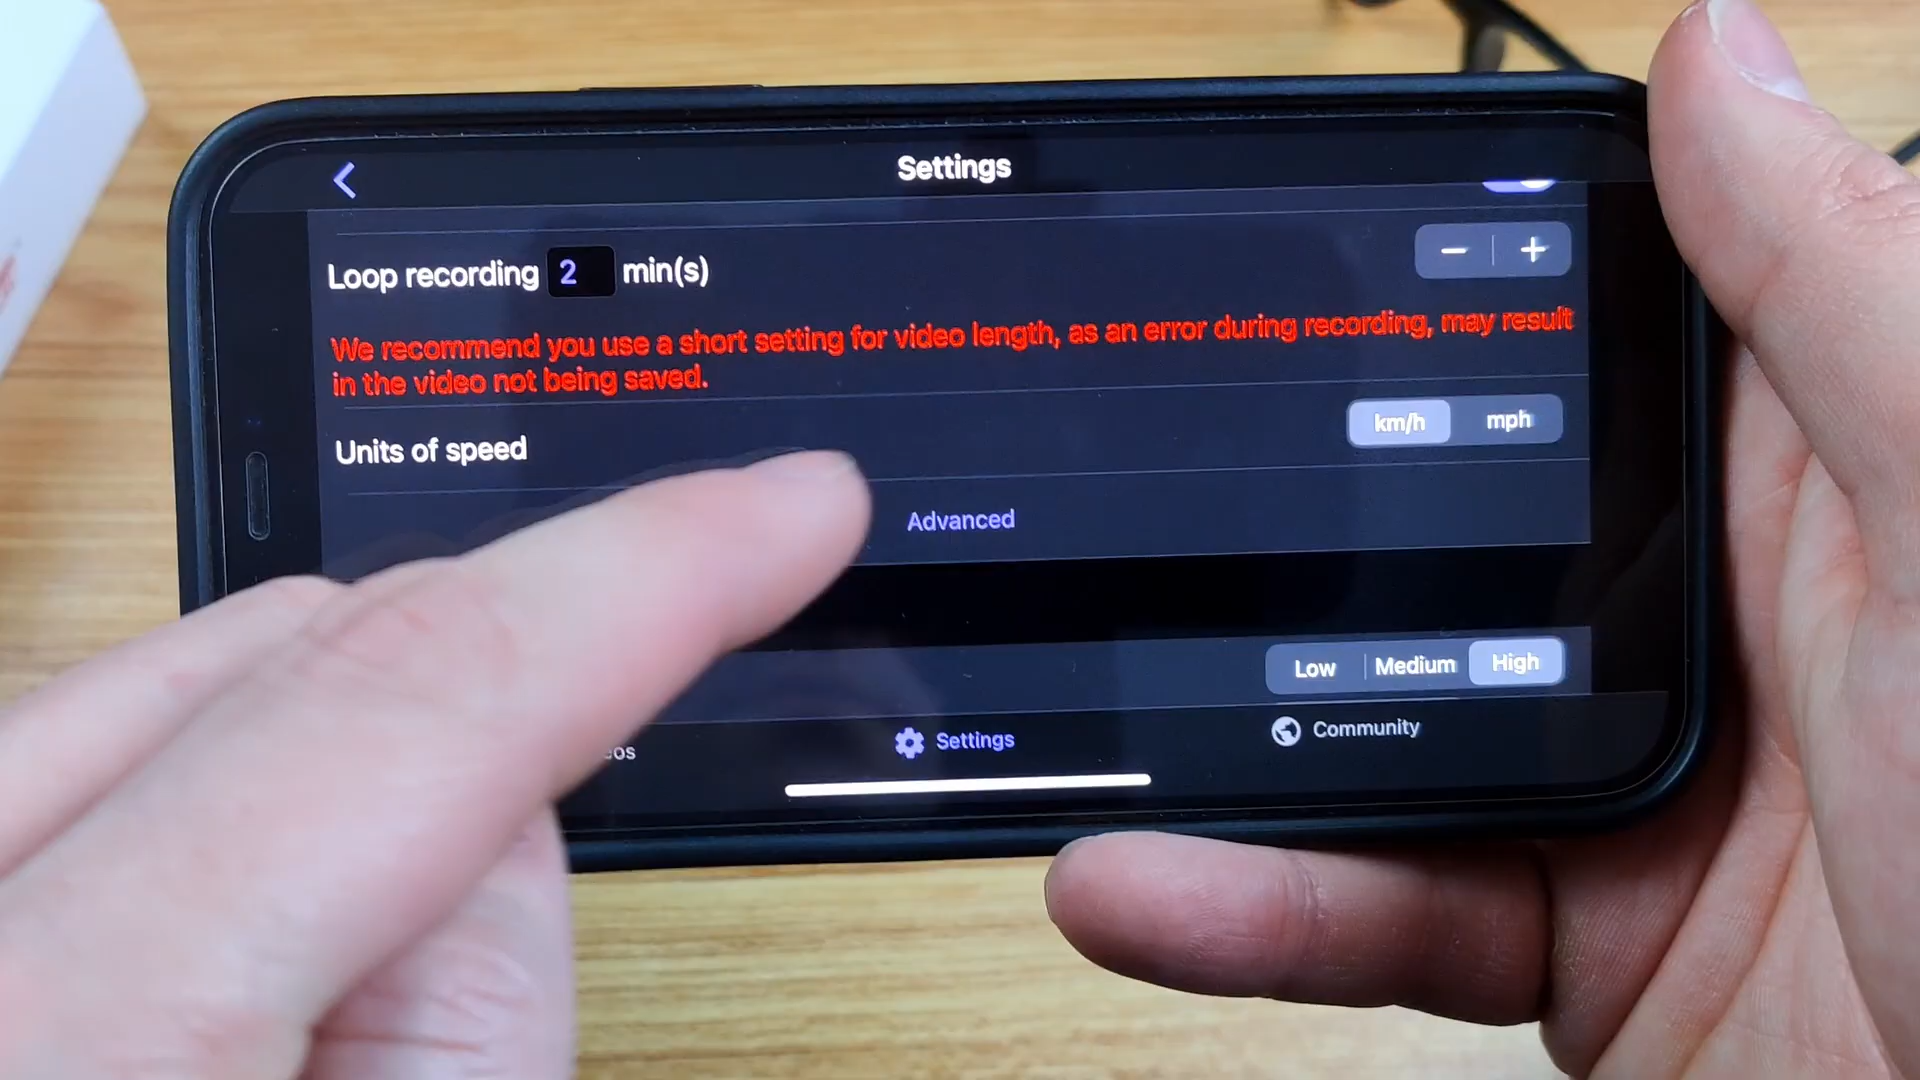 Settings
Loop recording 2 min(s)
We recommend you use a short setting for video length, as an error during recording, may result
in the video not being saved.
Units of speed km/h mph
Advanced
Low Medium High
Settings Community